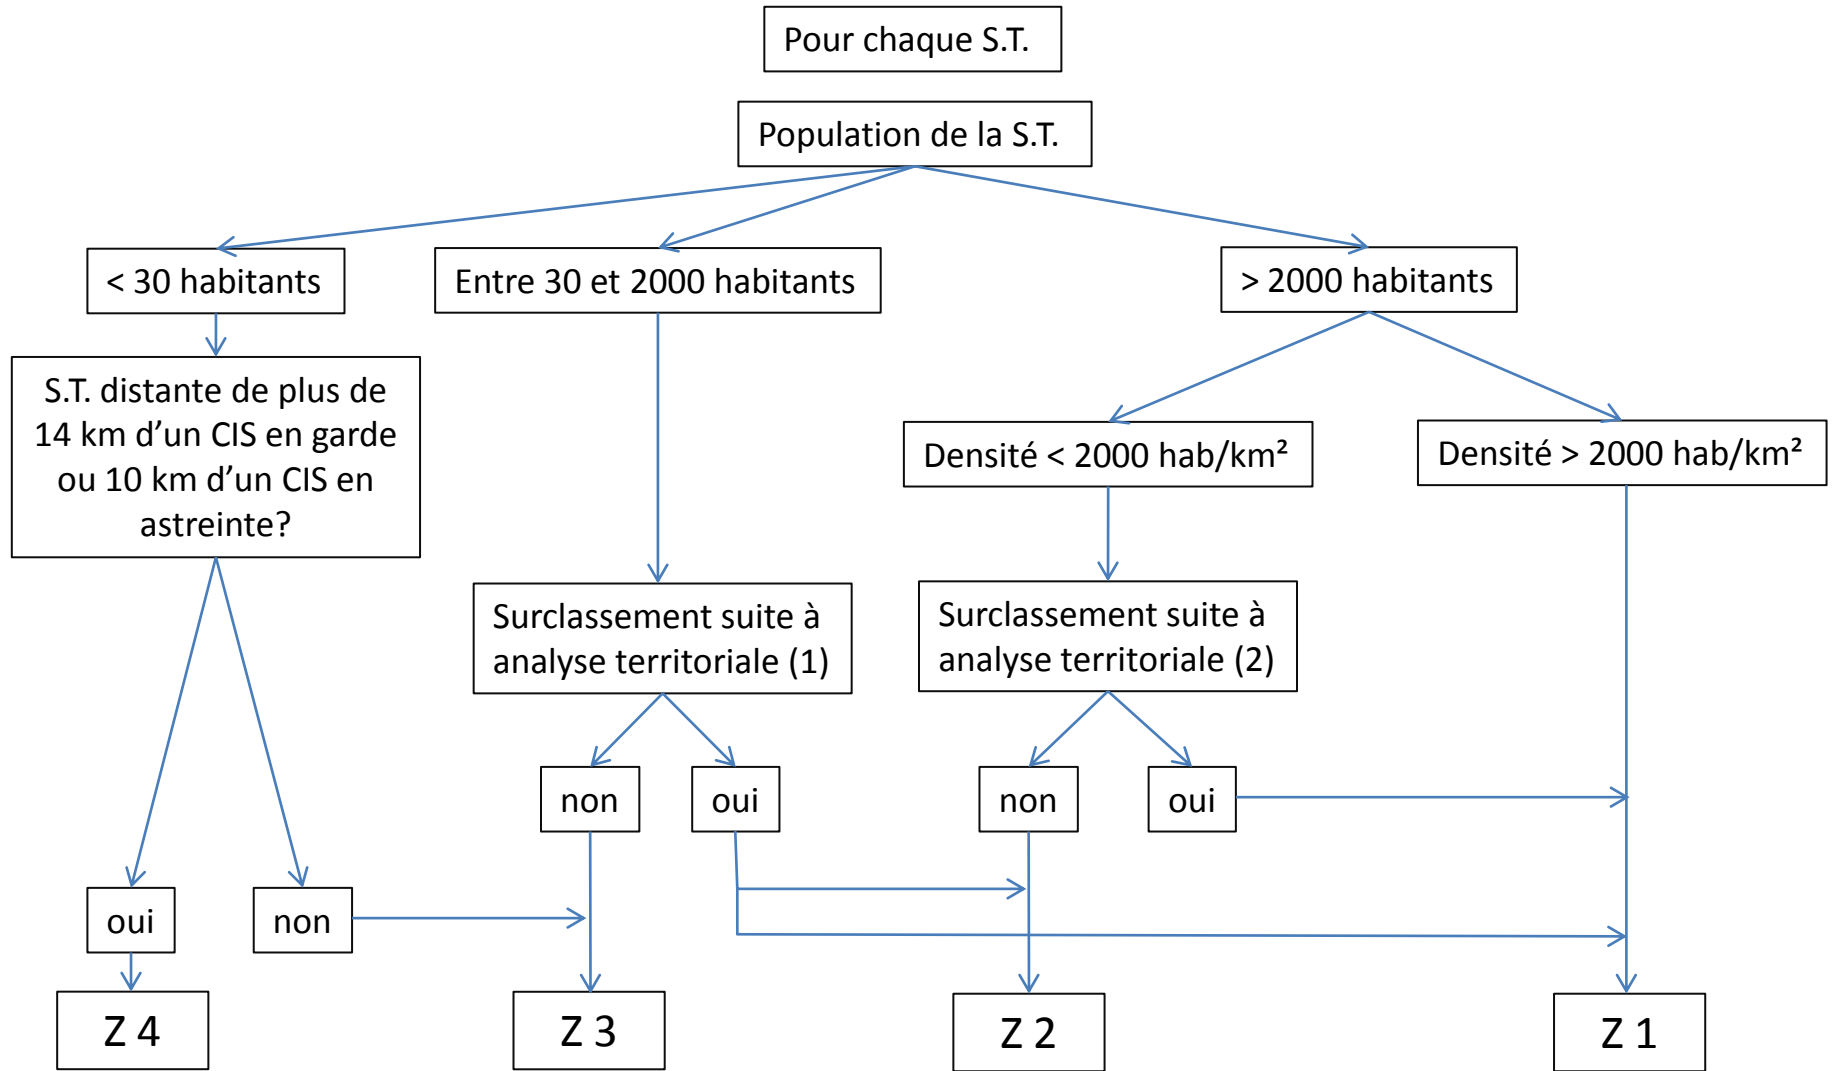 Pour chaque S.T.
Population de la S.T.
< 30 habitants
Entre 30 et 2000 habitants
> 2000 habitants
S.T. distante de plus de
14 km d’un CIS en garde
ou 10 km d’un CIS en
astreinte?
Densité < 2000 hab/km²
Densité > 2000 hab/km²
Surclassement suite à
analyse territoriale (1)
Surclassement suite à
analyse territoriale (2)
non
oui
non
oui
oui
non
Z 4
Z 3
Z 2
Z 1